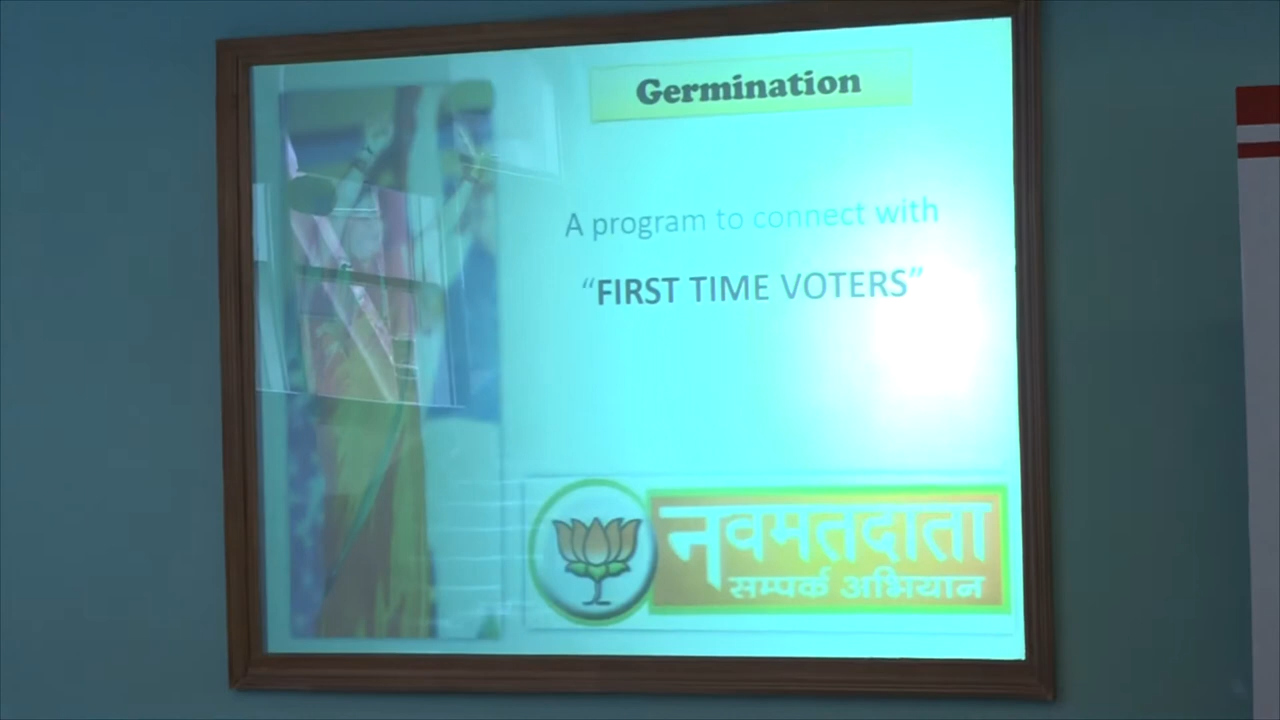 Germination
A program to connect with
“FIRST TIME VOTERS”
नवमतदाता
सम्पर्क अभियान